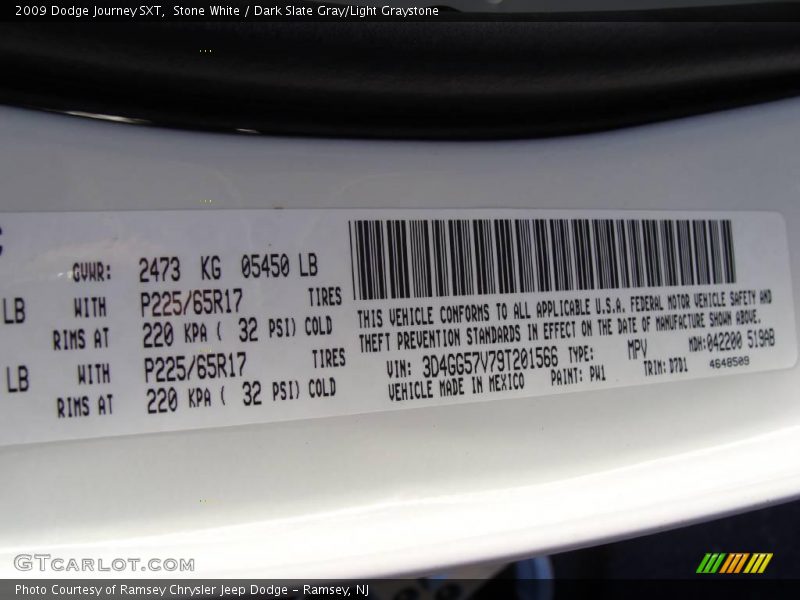 2009 Dodge Journey SXT, Stone White / Dark Slate Gray/Light Graystone
GVWR: 2473 KG 05450 LB
LB WITH P225/65R17 TIRES
RIMS AT 220 KPA ( 32 PSI) COLD
LB WITH P225/65R17 TIRES
RIMS AT 220 KPA ( 32 PSI) COLD
THIS VEHICLE CONFORMS TO ALL APPLICABLE U.S.A. FEDERAL MOTOR VEHICLE SAFETY AND
THEFT PREVENTION STANDARDS IN EFFECT ON THE DATE OF MANUFACTURE SHOWN ABOVE.
VIN: 3D4GG57V79T201566 TYPE: MPV MDH:042200 519AB
VEHICLE MADE IN MEXICO PAINT: PW1 TRIM: D7D1 4648509
GTCARLOT.COM
Photo Courtesy of Ramsey Chrysler Jeep Dodge - Ramsey, NJ